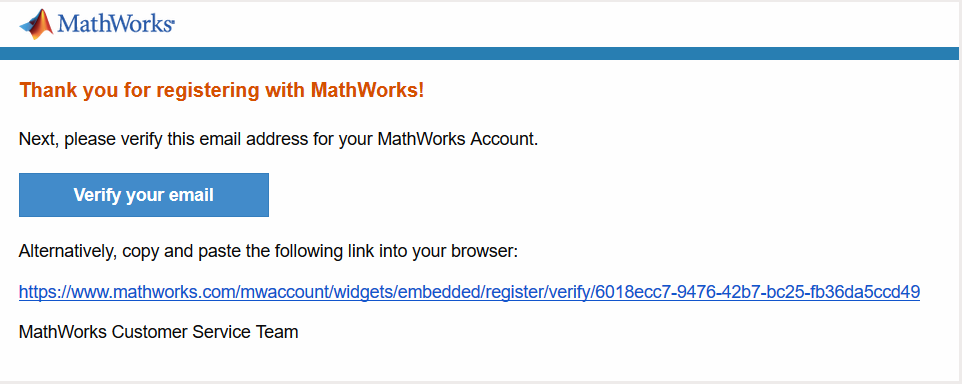 MathWorks®
Thank you for registering with MathWorks!
Next, please verify this email address for your MathWorks Account.
Verify your email
Alternatively, copy and paste the following link into your browser:
https://www.mathworks.com/mwaccount/widgets/embedded/register/verify/6018ecc7-9476-42b7-bc25-fb36da5ccd49
MathWorks Customer Service Team